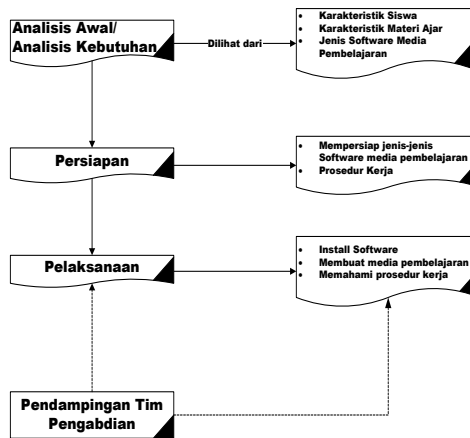 Analisis Awal/
Analisis Kebutuhan
Dilihat dari
• Karakteristik Siswa
• Karakteristik Materi Ajar
• Jenis Software Media
Pembelajaran
Persiapan
• Mempersiap jenis-jenis
Software media pembelajaran
• Prosedur Kerja
Pelaksanaan
• Install Software
• Membuat media pembelajaran
• Memahami prosedur kerja
Pendampingan Tim
Pengabdian